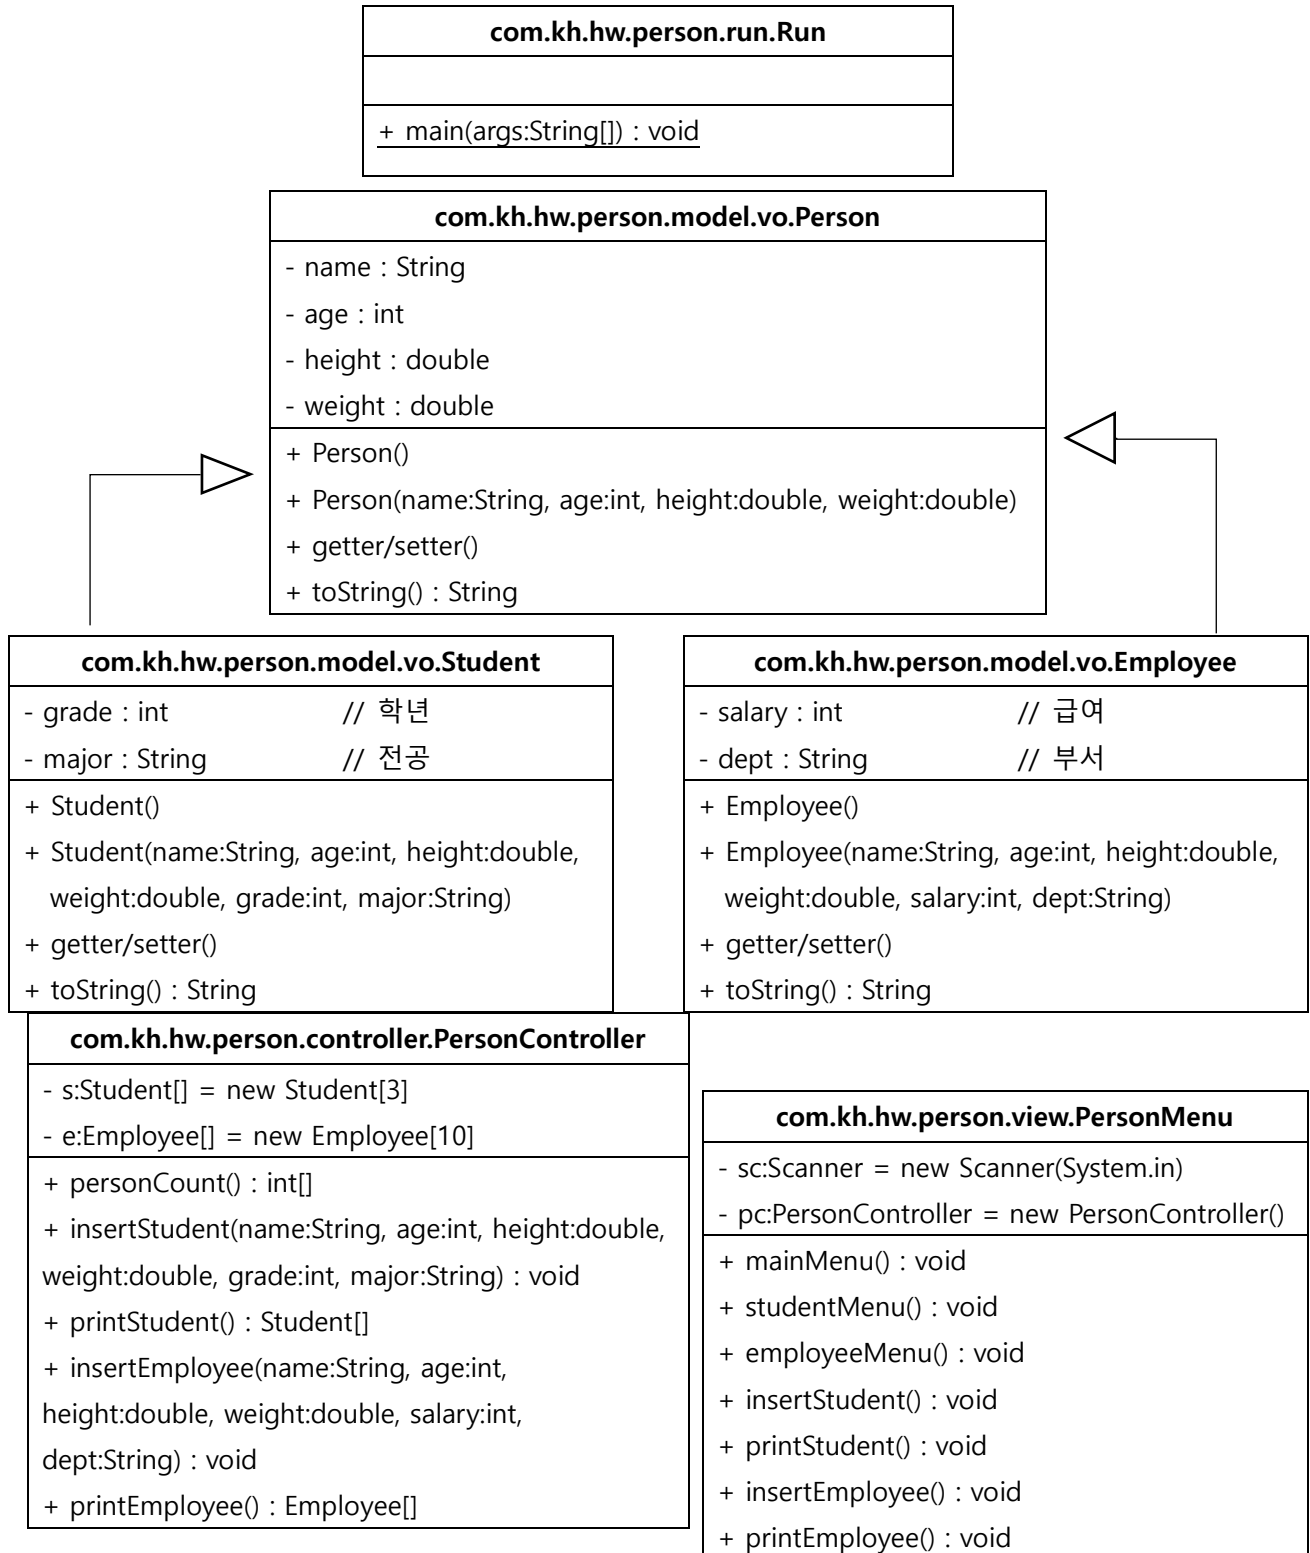 com.kh.hw.person.run.Run
+ main(args:String[]) : void
com.kh.hw.person.model.vo.Person
- name : String
- age : int
- height : double
- weight : double
+ Person()
+ Person(name:String, age:int, height:double, weight:double)
+ getter/setter()
+ toString() : String
com.kh.hw.person.model.vo.Student
- grade : int // 학년
- major : String // 전공
+ Student()
+ Student(name:String, age:int, height:double,
weight:double, grade:int, major:String)
+ getter/setter()
+ toString() : String
com.kh.hw.person.model.vo.Employee
- salary : int // 급여
- dept : String // 부서
+ Employee()
+ Employee(name:String, age:int, height:double,
weight:double, salary:int, dept:String)
+ getter/setter()
+ toString() : String
com.kh.hw.person.controller.PersonController
- s:Student[] = new Student[3]
- e:Employee[] = new Employee[10]
+ personCount() : int[]
+ insertStudent(name:String, age:int, height:double,
weight:double, grade:int, major:String) : void
+ printStudent() : Student[]
+ insertEmployee(name:String, age:int,
height:double, weight:double, salary:int,
dept:String) : void
+ printEmployee() : Employee[]
com.kh.hw.person.view.PersonMenu
- sc:Scanner = new Scanner(System.in)
- pc:PersonController = new PersonController()
+ mainMenu() : void
+ studentMenu() : void
+ employeeMenu() : void
+ insertStudent() : void
+ printStudent() : void
+ insertEmployee() : void
+ printEmployee() : void